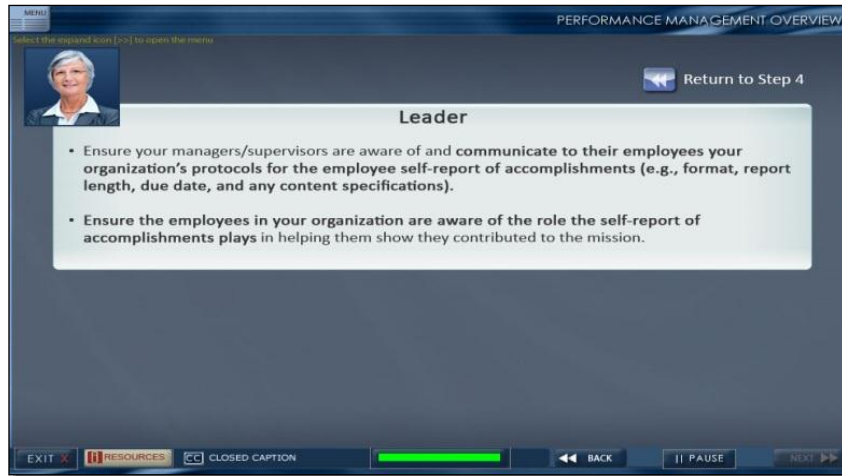 MENU
PERFORMANCE MANAGEMENT OVERVIEW
Select the expand icon [>>] to open the menu
Return to Step 4
Leader
• Ensure your managers/supervisors are aware of and communicate to their employees your
organization's protocols for the employee self-report of accomplishments (e.g., format, report
length, due date, and any content specifications).
• Ensure the employees in your organization are aware of the role the self-report of
accomplishments plays in helping them show they contributed to the mission.
EXIT X [i] RESOURCES CC CLOSED CAPTION BACK || PAUSE NEXT